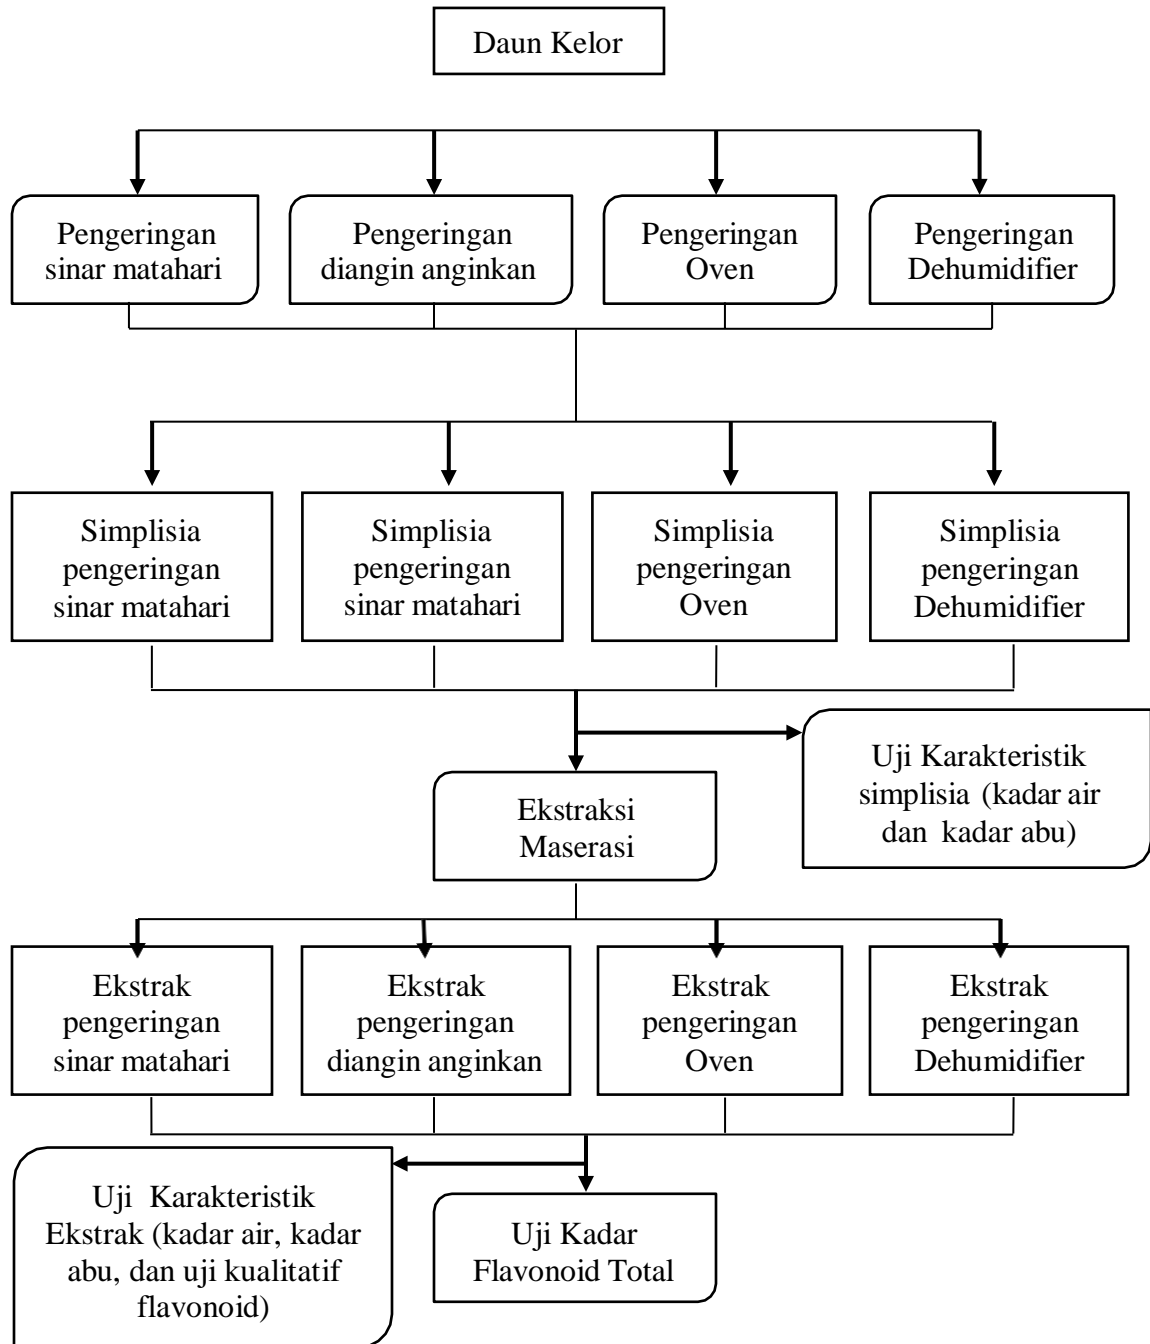 Daun Kelor
Pengeringan
sinar matahari
Pengeringan
diangin anginkan
Pengeringan
Oven
Pengeringan
Dehumidifier
Simplisia
pengeringan
sinar matahari
Simplisia
pengeringan
sinar matahari
Simplisia
pengeringan
Oven
Simplisia
pengeringan
Dehumidifier
Uji Karakteristik
simplisia (kadar air
dan kadar abu)
Ekstraksi
Maserasi
Ekstrak
pengeringan
sinar matahari
Ekstrak
pengeringan
diangin anginkan
Ekstrak
pengeringan
Oven
Ekstrak
pengeringan
Dehumidifier
Uji Karakteristik
Ekstrak (kadar air, kadar
abu, dan uji kualitatif
flavonoid)
Uji Kadar
Flavonoid Total